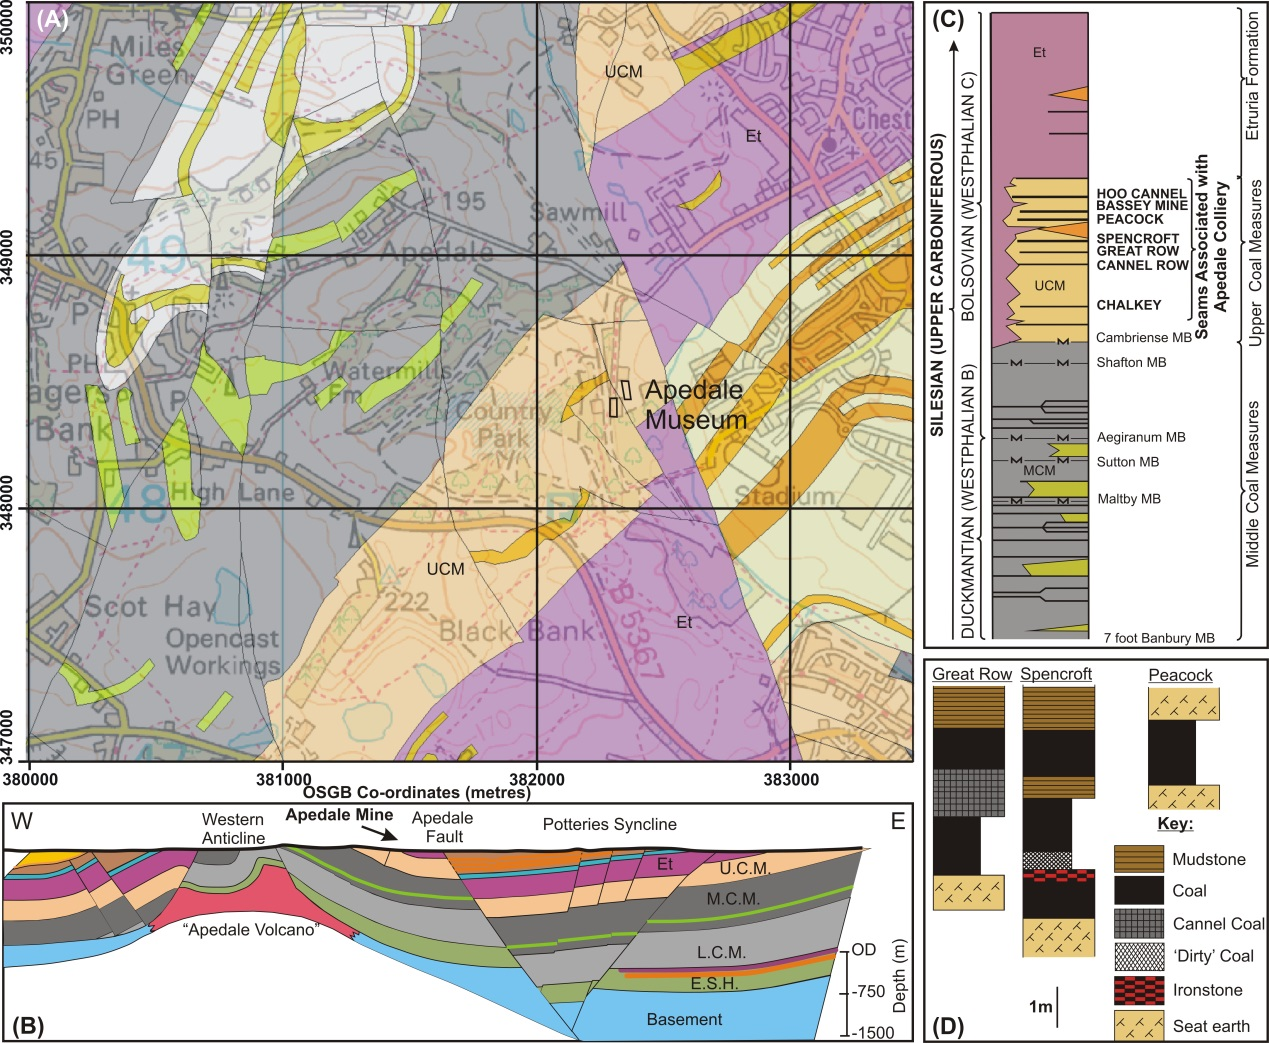 (A)
350000
349000
348000
347000
Miles
Green
PH
45
UCM
Et
Chest
195
Sawmill
49
Apedale
P
PH
Watermills
Fm
Country
Park
Apedale
Museum
Bank
P
48
High Lane
Stadium
UCM
222
Scot Hay
Black Bank
Et
B 5367
Opencast
Workings
47
380000
381000
382000
383000
OSGB Co-ordinates (metres)
W
Western
Anticline
Apedale Mine
Apedale
Fault
Potteries Syncline
E
Et
U.C.M.
M.C.M.
"Apedale Volcano"
L.C.M.
E.S.H.
Basement
OD
-750
-1500
Depth (m)
(B)
(C)
SILESIAN (UPPER CARBONIFEROUS)
BOLSOVIAN (WESTPHALIAN C)
DUCKMANTIAN (WESTPHALIAN B)
Et
UCM
MCM
HOO CANNEL
BASSEY MINE
PEACOCK
SPENCROFT
GREAT ROW
CANNEL ROW
CHALKEY
Cambriense MB
Shafton MB
Aegiranum MB
Sutton MB
Maltby MB
7 foot Banbury MB
Seams Associated with
Apedale Colliery
Etruria Formation
Upper Coal Measures
Middle Coal Measures
Great Row
Spencroft
Peacock
Key:
Mudstone
Coal
Cannel Coal
'Dirty' Coal
Ironstone
Seat earth
1m
(D)